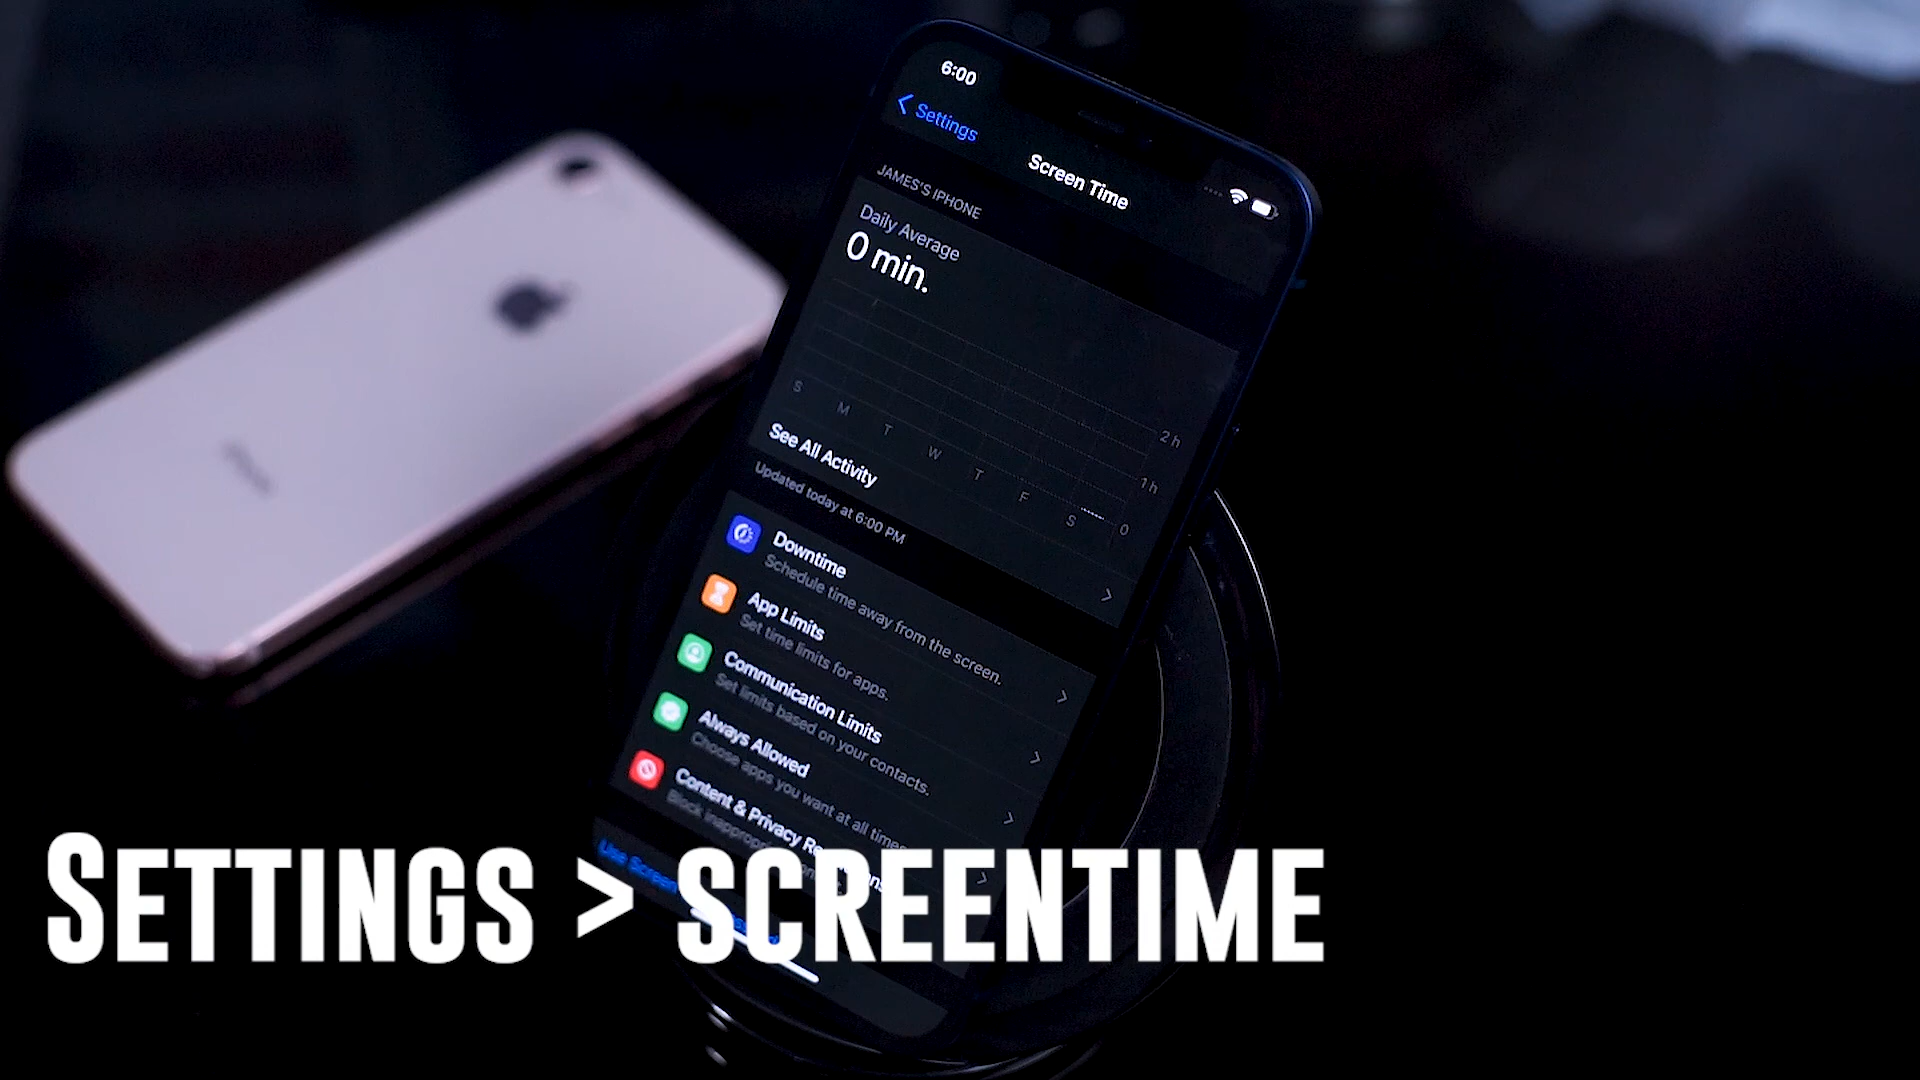 6:00
Settings
Screen Time
JAMES'S IPHONE
Daily Average
0 min.
2 h
1 h
0
S M T W T F S
See All Activity
Updated today at 6:00 PM
Downtime
Schedule time away from the screen.
App Limits
Set time limits for apps.
Communication Limits
Set limits based on your contacts.
Always Allowed
Choose apps you want at all times
Content & Privacy
Block
Use Screen
SETTINGS > SCREENTIME